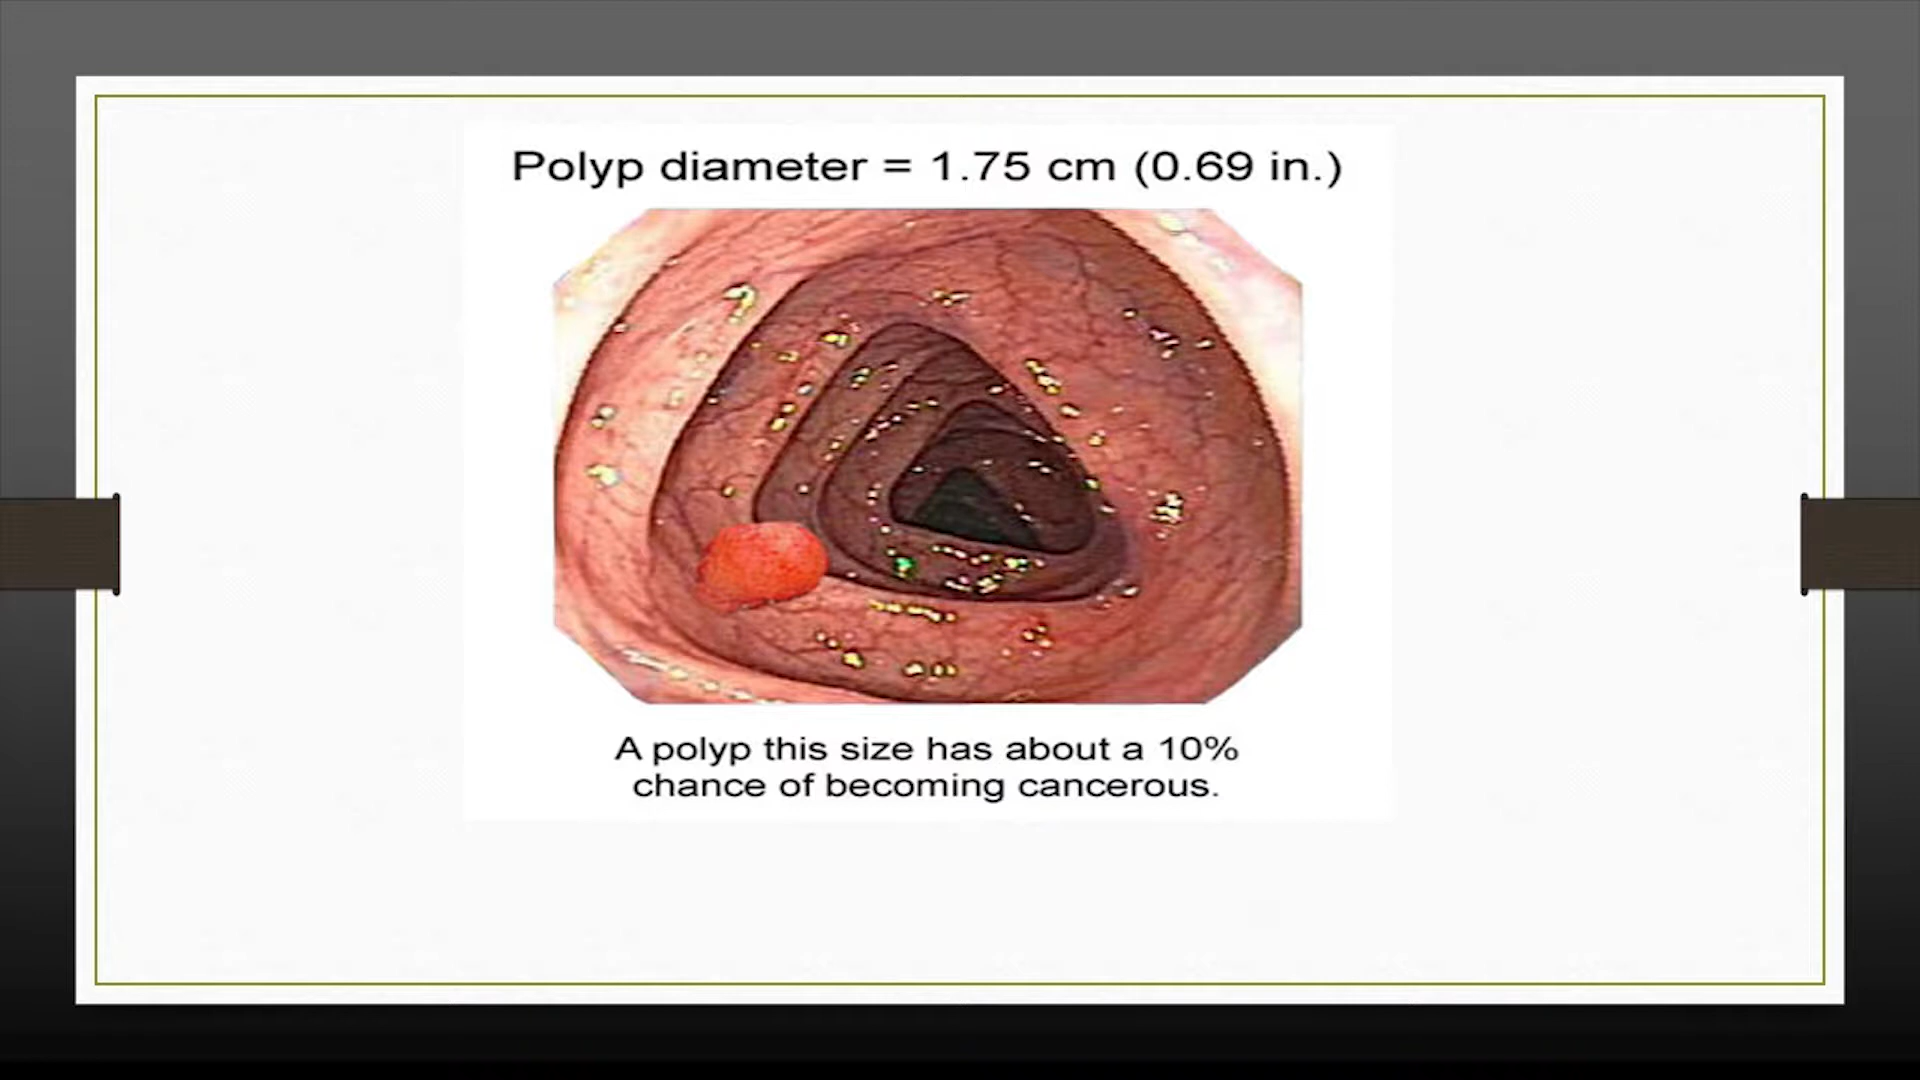 Polyp diameter = 1.75 cm (0.69 in.)
A polyp this size has about a 10%
chance of becoming cancerous.